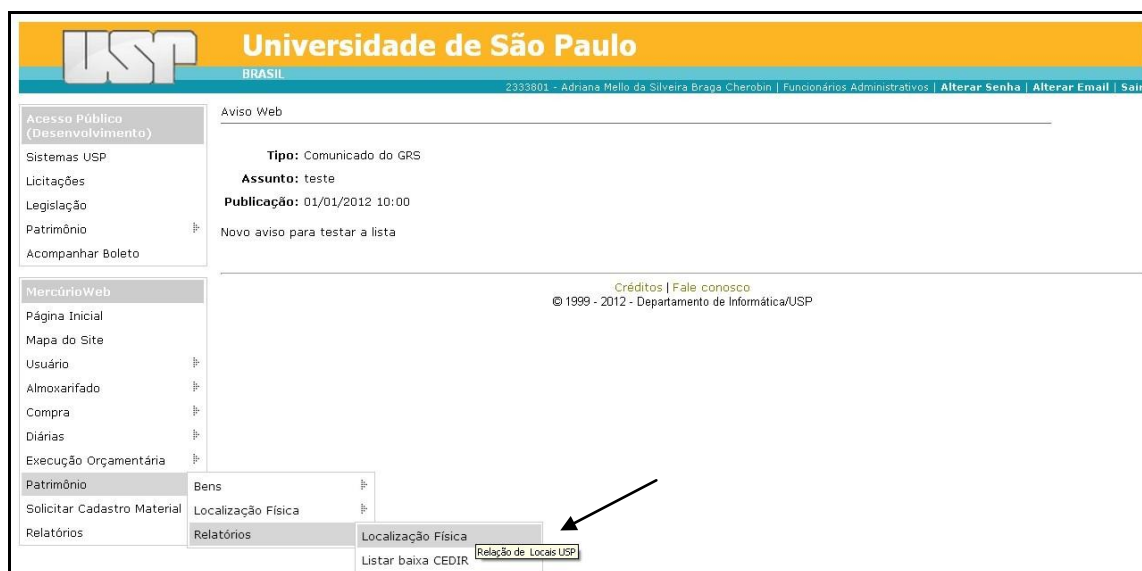 USP
Universidade de São Paulo
BRASIL
2333801 - Adriana Mello da Silveira Braga Cherobin | Funcionários Administrativos | Alterar Senha | Alterar Email | Sair
Acesso Público
(Desenvolvimento)
Sistemas USP
Licitações
Legislação
Patrimônio
Acompanhar Boleto
Aviso Web
Tipo: Comunicado do GRS
Assunto: teste
Publicação: 01/01/2012 10:00
Novo aviso para testar a lista
Créditos | Fale conosco
© 1999 - 2012 - Departamento de Informática/USP
MercúrioWeb
Página Inicial
Mapa do Site
Usuário
Almoxarifado
Compra
Diárias
Execução Orçamentária
Patrimônio
Solicitar Cadastro Material
Relatórios
Bens
Localização Física
Relatórios
Localização Física
Listar baixa CEDIR
Relação de Locais USP